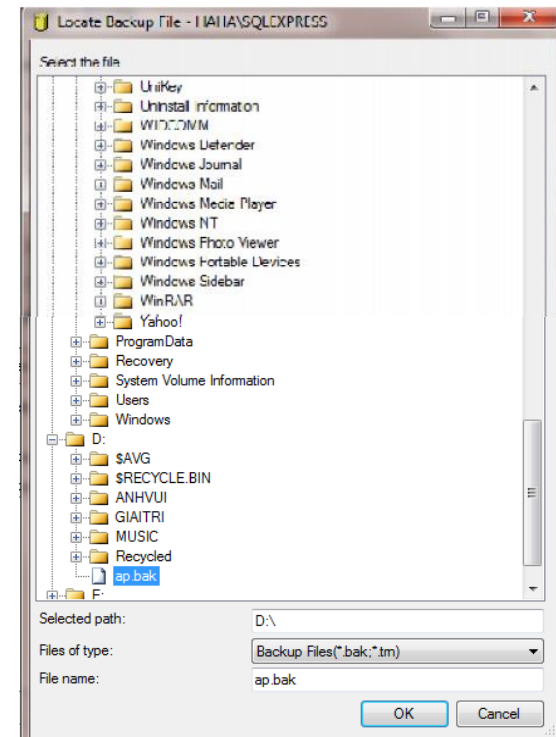 Locate Backup File - HAHA\SQLEXPRESS
Select the file
UniKey
Uninstall Information
WIDCOMM
Windows Defender
Windows Journal
Windows Mail
Windows Media Player
Windows NT
Windows Photo Viewer
Windows Portable Devices
Windows Sidebar
WinRAR
Yahoo!
ProgramData
Recovery
System Volume Information
Users
Windows
D:
$AVG
$RECYCLE.BIN
ANHVUI
GIAITRI
MUSIC
Recycled
ap.bak
Selected path:
D:\
Files of type:
Backup Files(*.bak;*.trn)
File name:
ap.bak
OK
Cancel